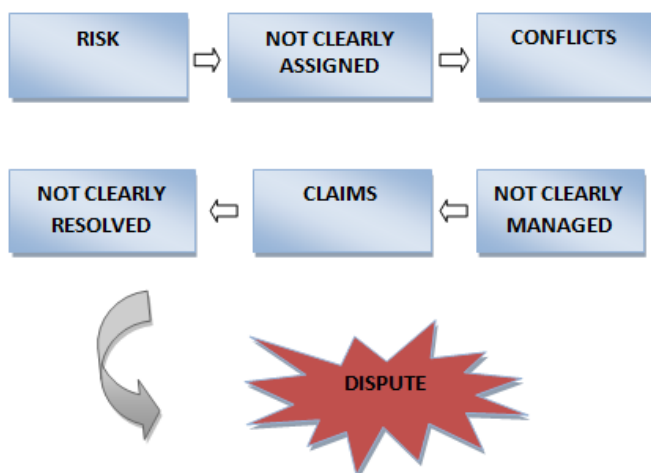 RISK
NOT CLEARLY
ASSIGNED
CONFLICTS
NOT CLEARLY
RESOLVED
CLAIMS
NOT CLEARLY
MANAGED
DISPUTE